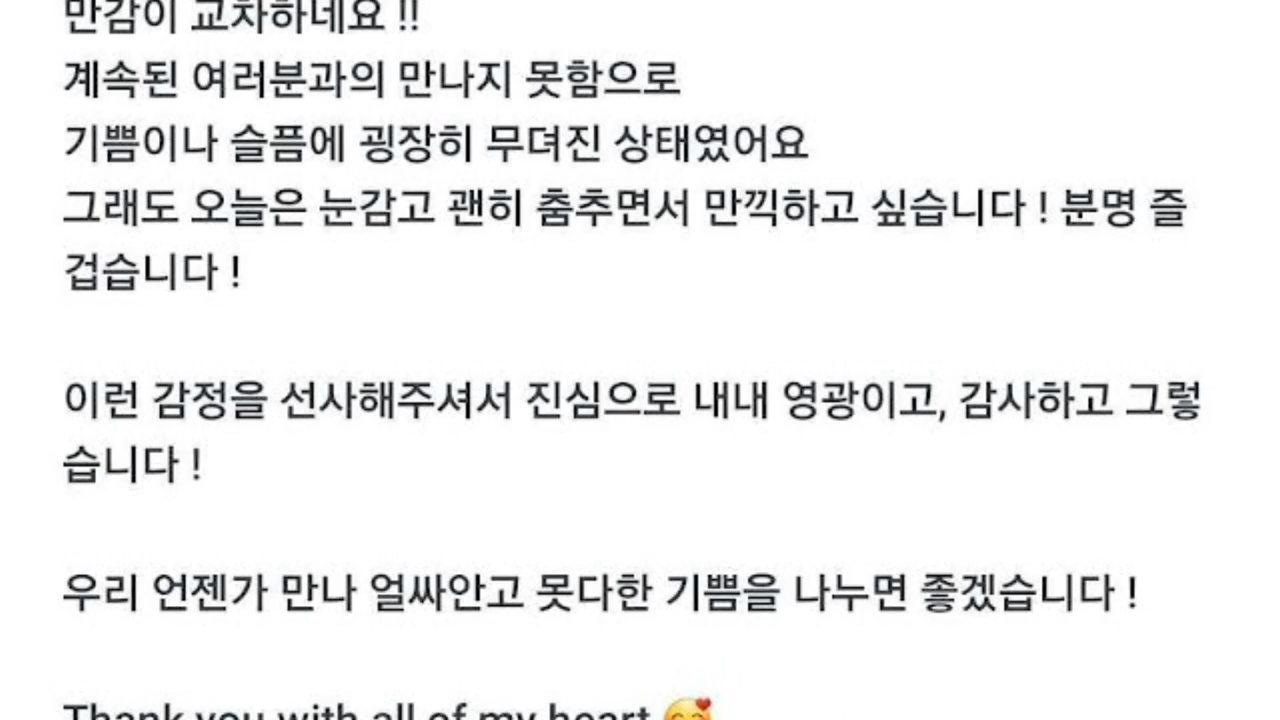 만감이 교차하네요 !!
계속된 여러분과의 만나지 못함으로
기쁨이나 슬픔에 굉장히 무뎌진 상태였어요
그래도 오늘은 눈감고 괜히 춤추면서 만끽하고 싶습니다 ! 분명 즐
겁습니다 !
이런 감정을 선사해주셔서 진심으로 내내 영광이고, 감사하고 그렇
습니다 !
우리 언젠가 만나 얼싸안고 못다한 기쁨을 나누면 좋겠습니다 !
Thank you with all of my heart 🥰